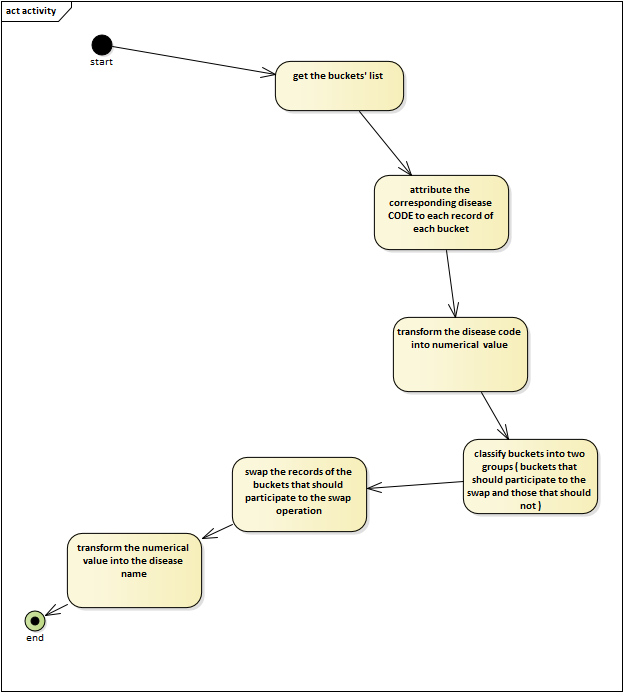 act activity
start
get the buckets' list
attribute the
corresponding disease
CODE to each record of
each bucket
transform the disease code
into numerical value
classify buckets into two
groups ( buckets that
should participate to the
swap and those that should
not )
swap the records of the
buckets that should
participate to the swap
operation
transform the numerical
value into the disease
name
end